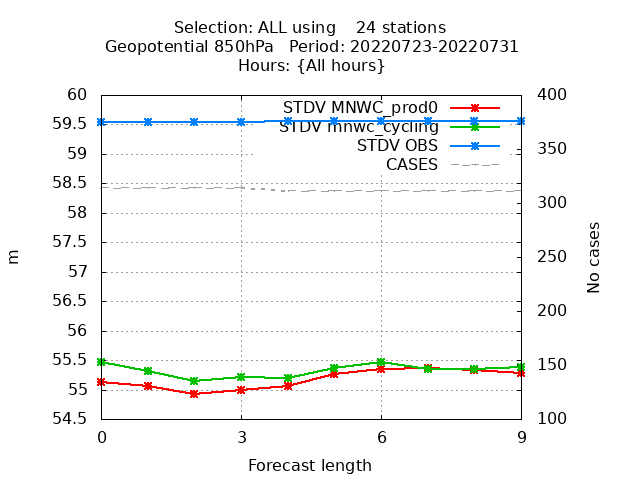 Selection: ALL using    24 stations
Geopotential 850hPa   Period: 20220723-20220731
Hours: {All hours}
60
59.5
59
58.5
58
57.5
57
56.5
56
55.5
55
54.5
400
350
300
250
200
150
100
0
3
6
9
STDV MNWC_prod0
STDV mnwc_cycling
STDV OBS
CASES
m
No cases
Forecast length